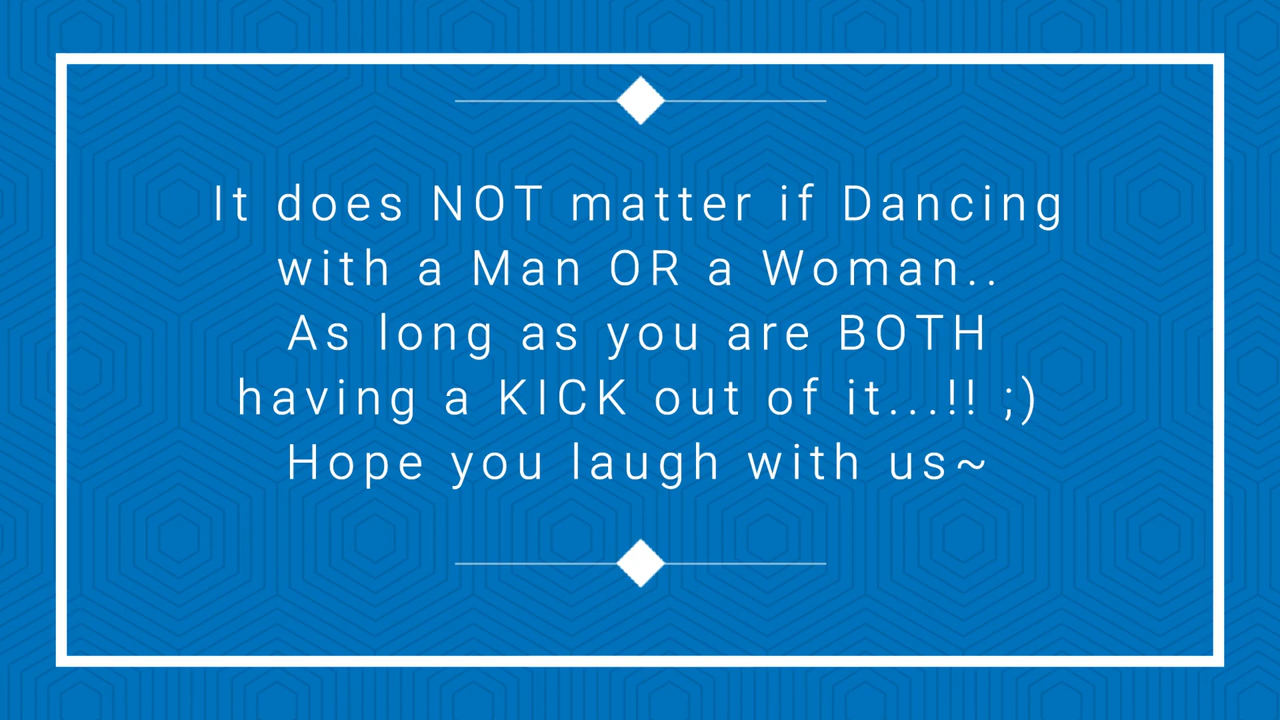 It does NOT matter if Dancing
with a Man OR a Woman..
As long as you are BOTH
having a KICK out of it...!! ;)
Hope you laugh with us~